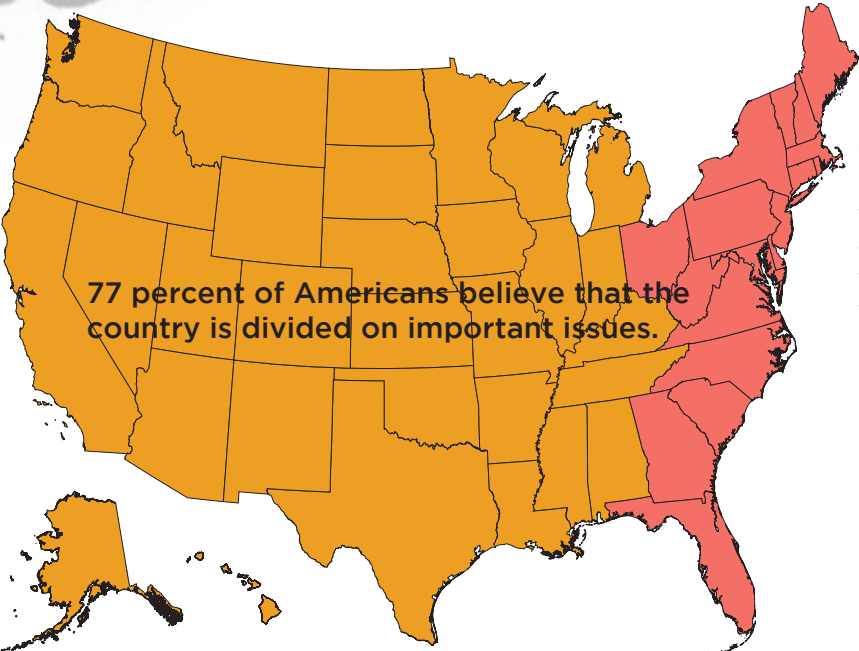 77 percent of Americans believe that the
country is divided on important issues.